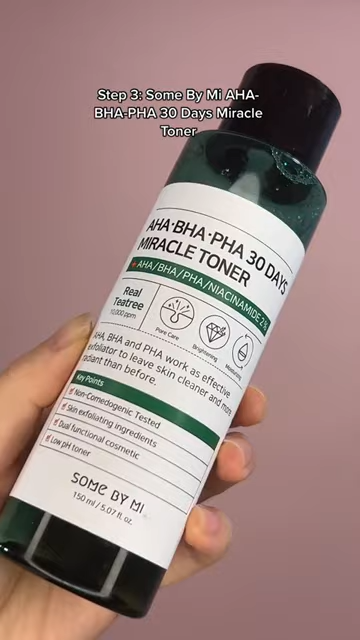 Step 3: Some By Mi AHA-
BHA-PHA 30 Days Miracle
Toner
AHA·BHA·PHA 30 DAYS
MIRACLE TONER
AHA/BHA/PHA/NIACINAMIDE 2%
Real
Teatree
10,000 ppm
Pore Care
Brightening
Moisturizing
AHA, BHA and PHA work as effective
exfoliator to leave skin cleaner and more
radiant than before.
Key Points
Non-Comedogenic Tested
Skin exfoliating ingredients
Dual functional cosmetic
Low pH toner
SOME BY MI
150 ml / 5.07 fl. oz.